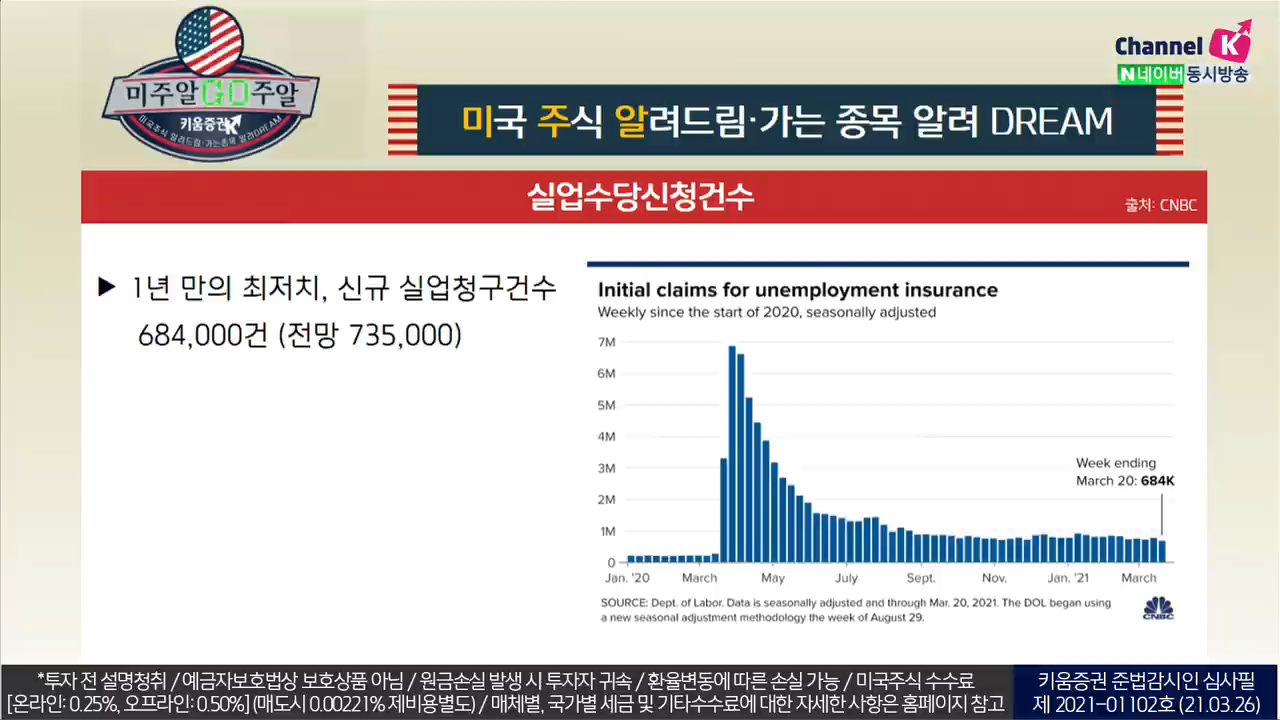 미주알GO주알
키움증권
미국주식 알려드림·가는종목 알려DREAM
미국 주식 알려드림·가는 종목 알려 DREAM
Channel K
N 네이버 동시방송
실업수당신청건수
출처: CNBC
▶ 1년 만의 최저치, 신규 실업청구건수
684,000건 (전망 735,000)
Initial claims for unemployment insurance
Weekly since the start of 2020, seasonally adjusted
7M
6M
5M
4M
3M
2M
1M
0
Week ending
March 20: 684K
Jan. '20 March May July Sept. Nov. Jan. '21 March
SOURCE: Dept. of Labor. Data is seasonally adjusted and through Mar. 20, 2021. The DOL began using
a new seasonal adjustment methodology the week of August 29.
CNBC
*투자 전 설명청취 / 예금자보호법상 보호상품 아님 / 원금손실 발생 시 투자자 귀속 / 환율변동에 따른 손실 가능 / 미국주식 수수료
[온라인: 0.25%, 오프라인: 0.50%] (매도시 0.00221% 제비용별도) / 매체별, 국가별 세금 및 기타수수료에 대한 자세한 사항은 홈페이지 참고
키움증권 준법감시인 심사필
제 2021-01102호 (21.03.26)